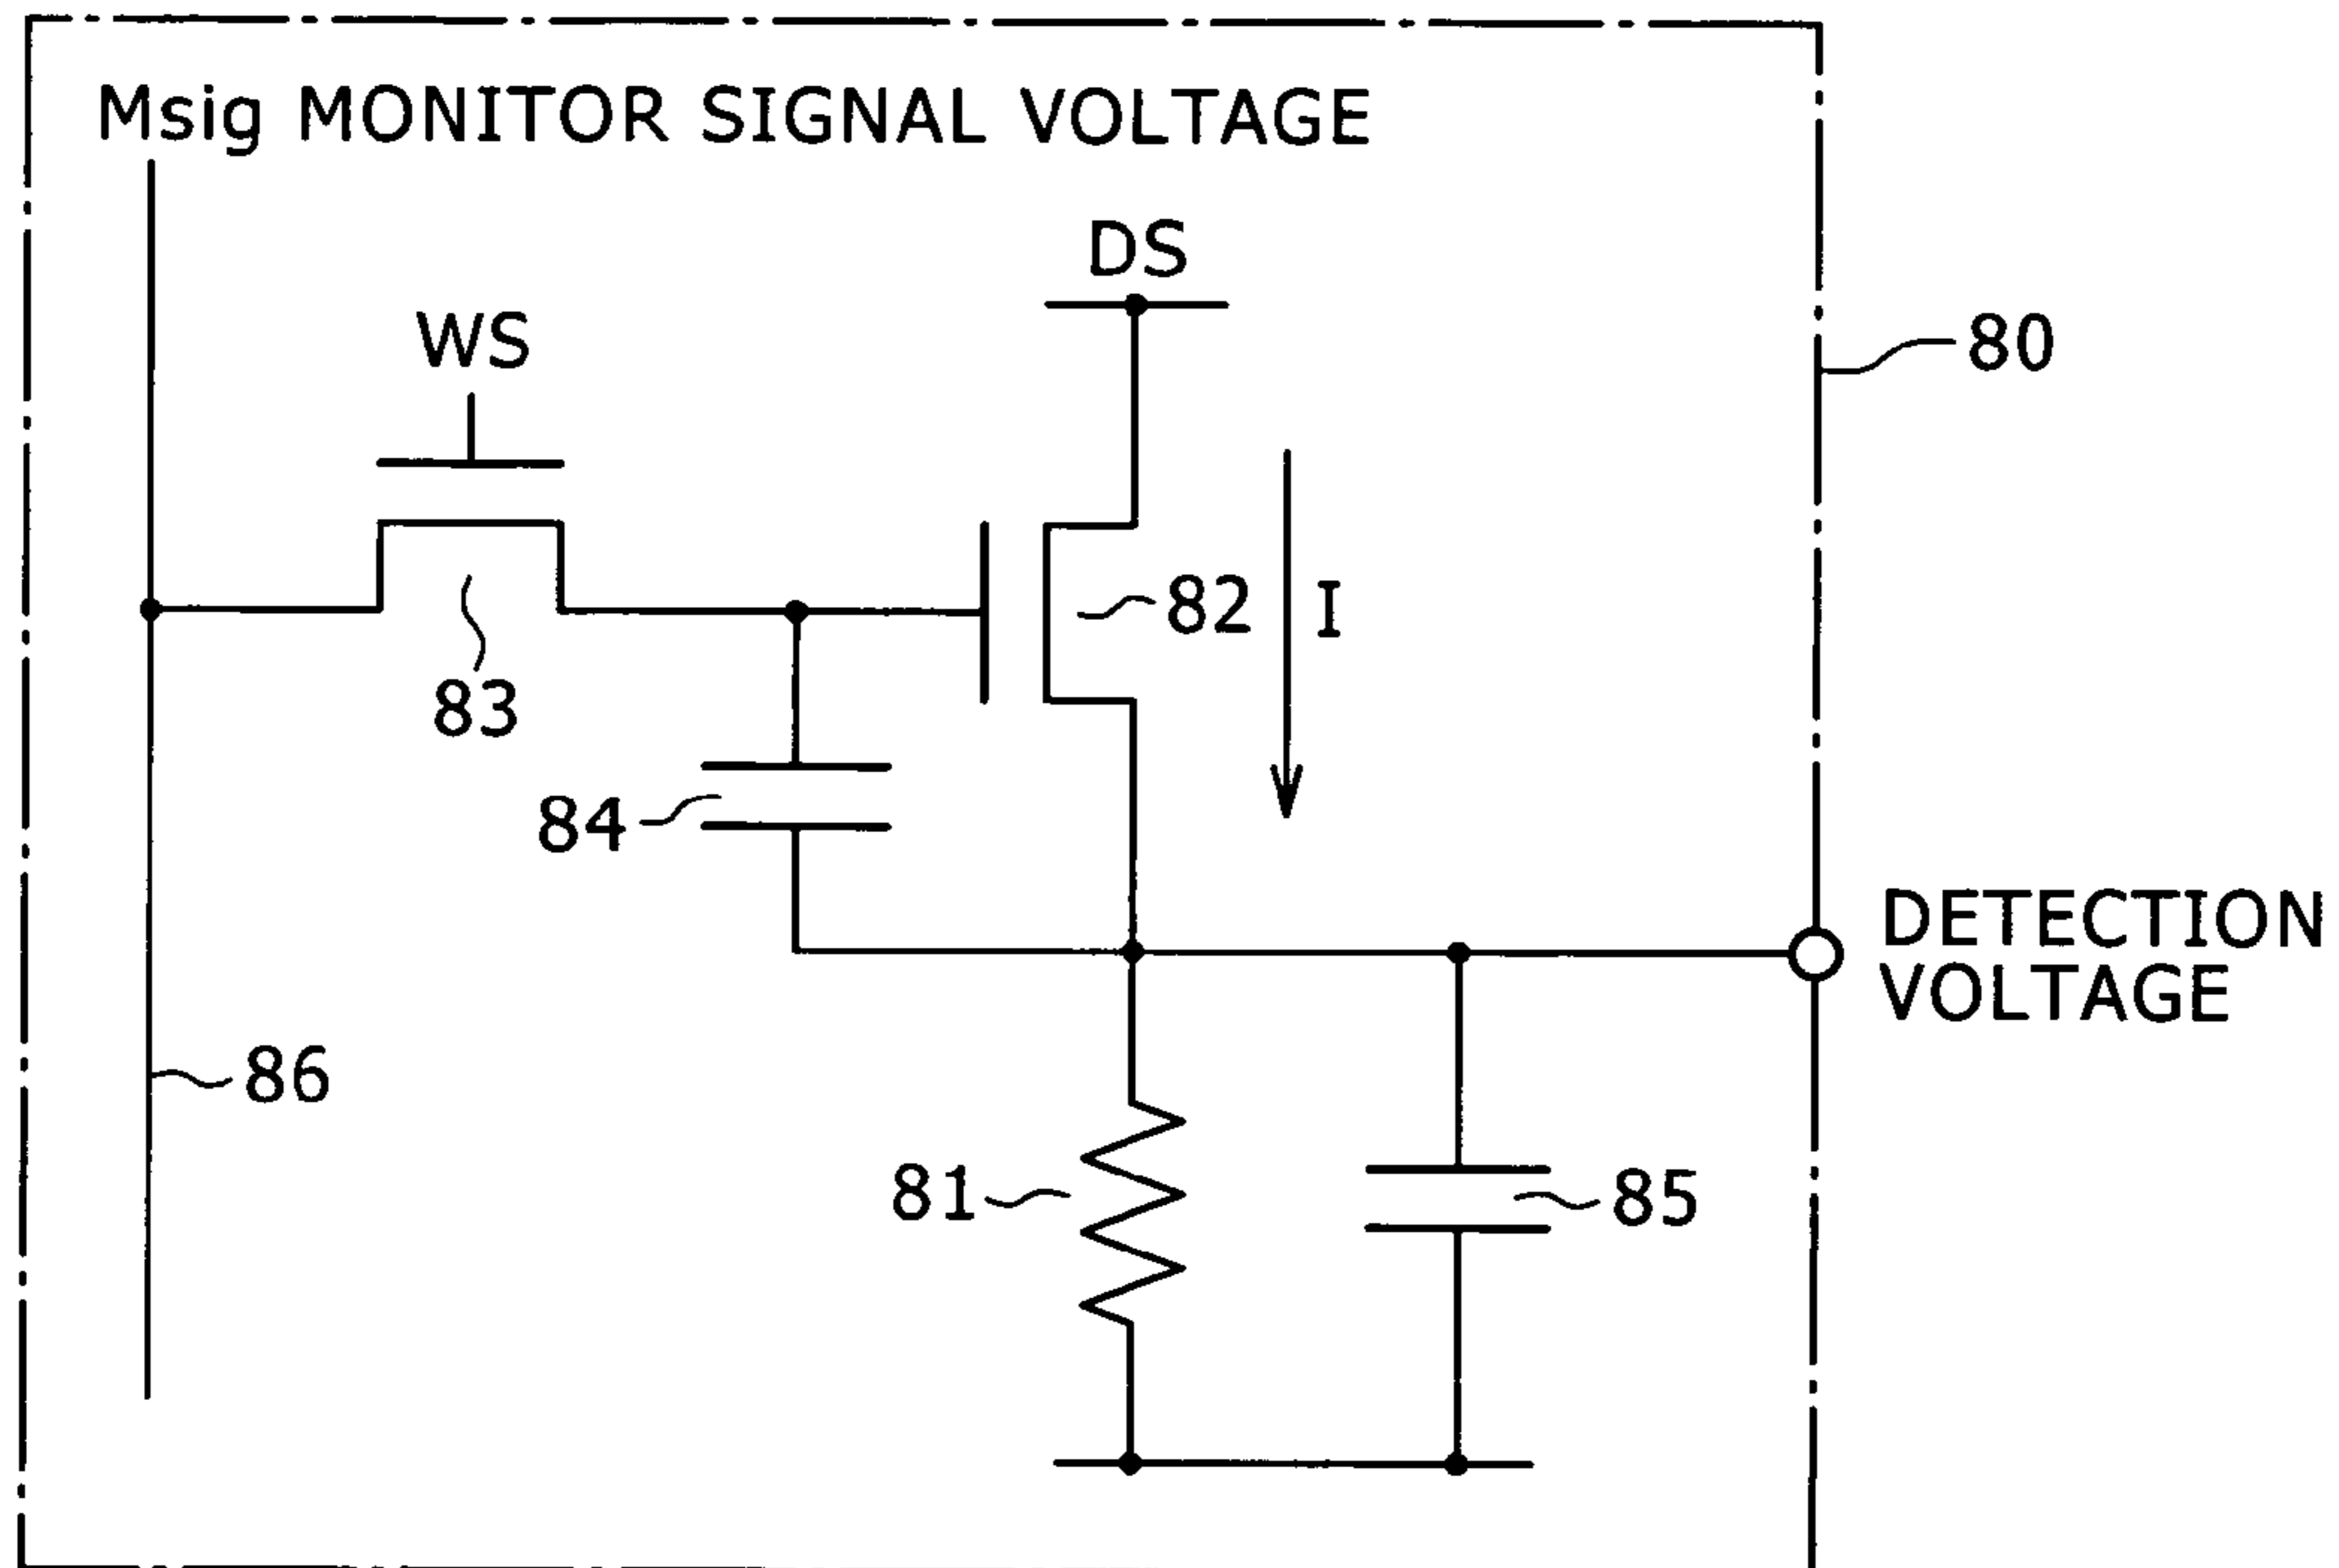 Msig MONITOR SIGNAL VOLTAGE
DS
WS
80
82
I
83
84
DETECTION
VOLTAGE
86
81
85